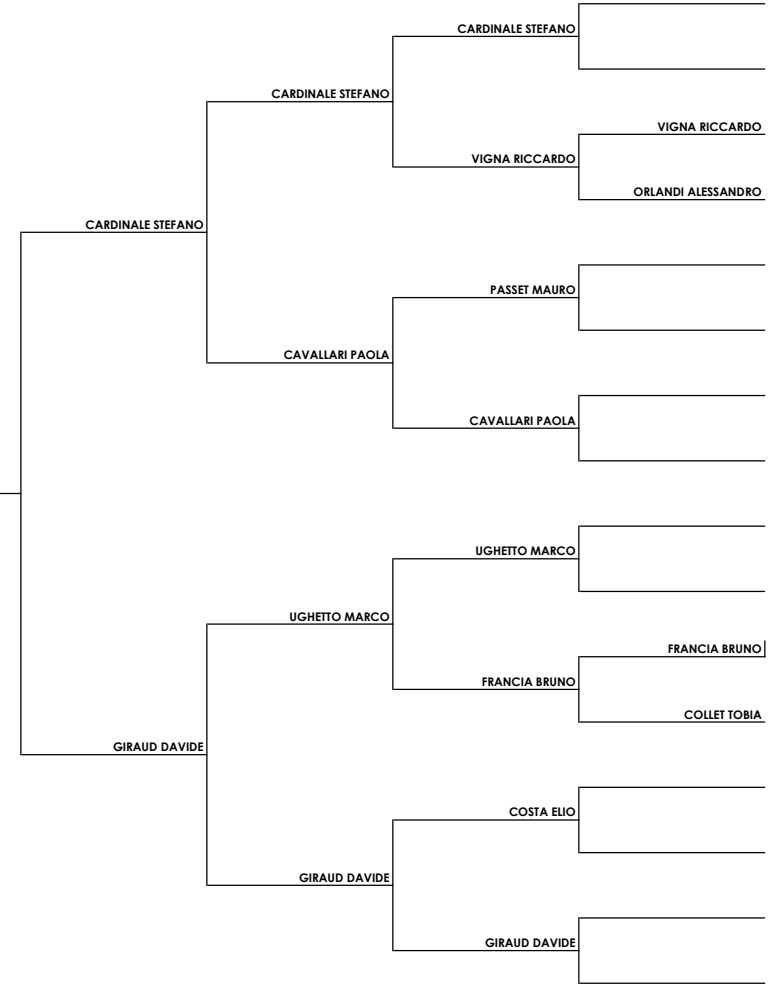 CARDINALE STEFANO
CARDINALE STEFANO
VIGNA RICCARDO
VIGNA RICCARDO
ORLANDI ALESSANDRO
CARDINALE STEFANO
PASSET MAURO
CAVALLARI PAOLA
CAVALLARI PAOLA
UGHETTO MARCO
UGHETTO MARCO
FRANCIA BRUNO
FRANCIA BRUNO
COLLET TOBIA
GIRAUD DAVIDE
COSTA ELIO
GIRAUD DAVIDE
GIRAUD DAVIDE